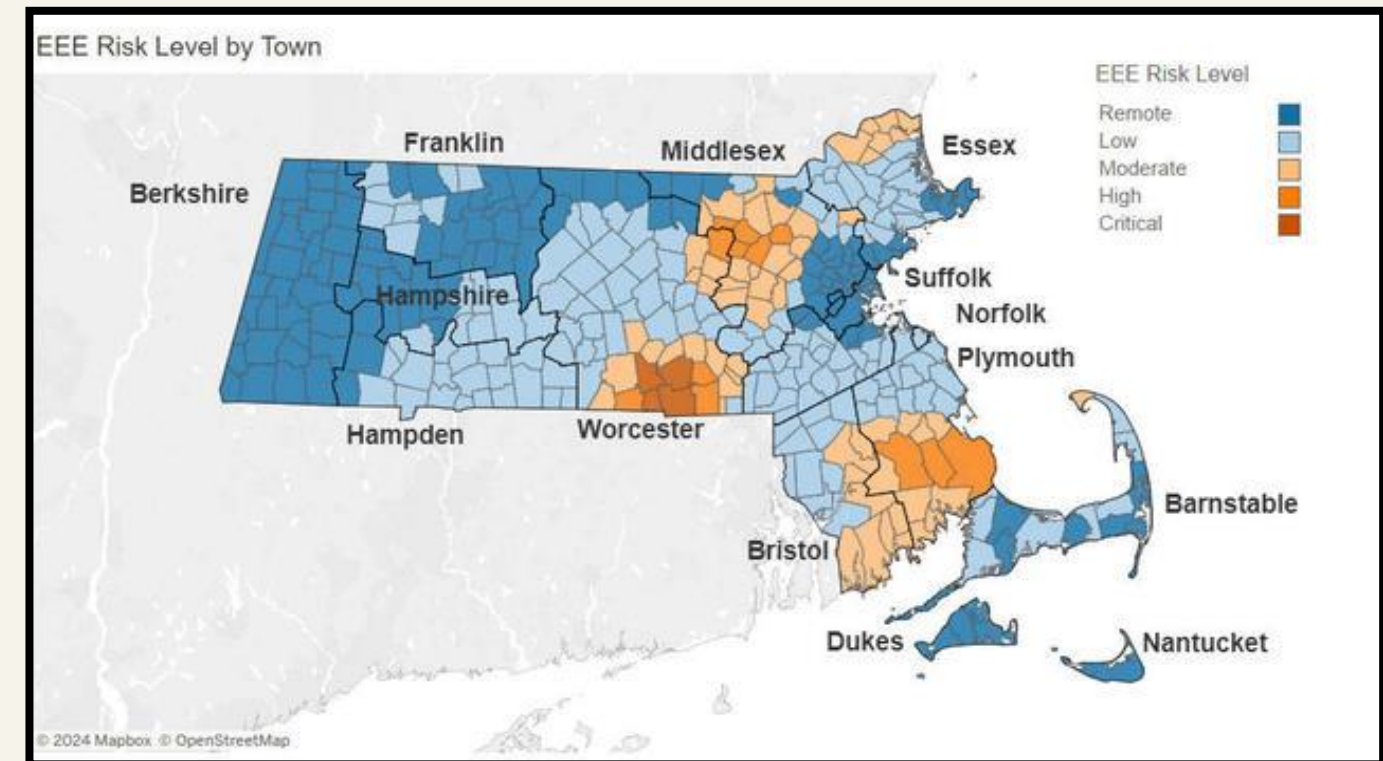 EEE Risk Level by Town
EEE Risk Level
Remote
Low
Moderate
High
Critical
Franklin
Middlesex
Essex
Berkshire
Suffolk
Hampshire
Norfolk
Plymouth
Hampden
Worcester
Barnstable
Bristol
Dukes
Nantucket
© 2024 Mapbox © OpenStreetMap